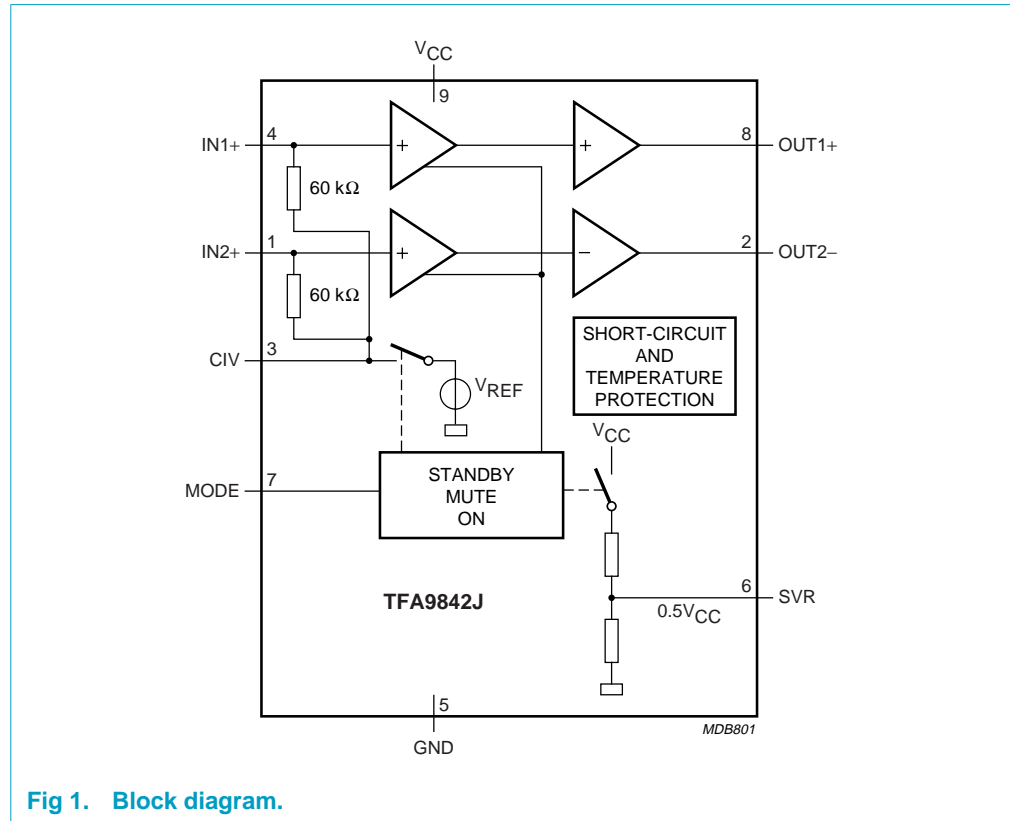 VCC
9
IN1+
4
+
+
8
OUT1+
60 kΩ
IN2+
1
+
−
2
OUT2−
60 kΩ
CIV
3
VREF
SHORT-CIRCUIT
AND
TEMPERATURE
PROTECTION
VCC
MODE
7
STANDBY
MUTE
ON
TFA9842J
0.5VCC
6
SVR
5
GND
MDB801
Fig 1. Block diagram.